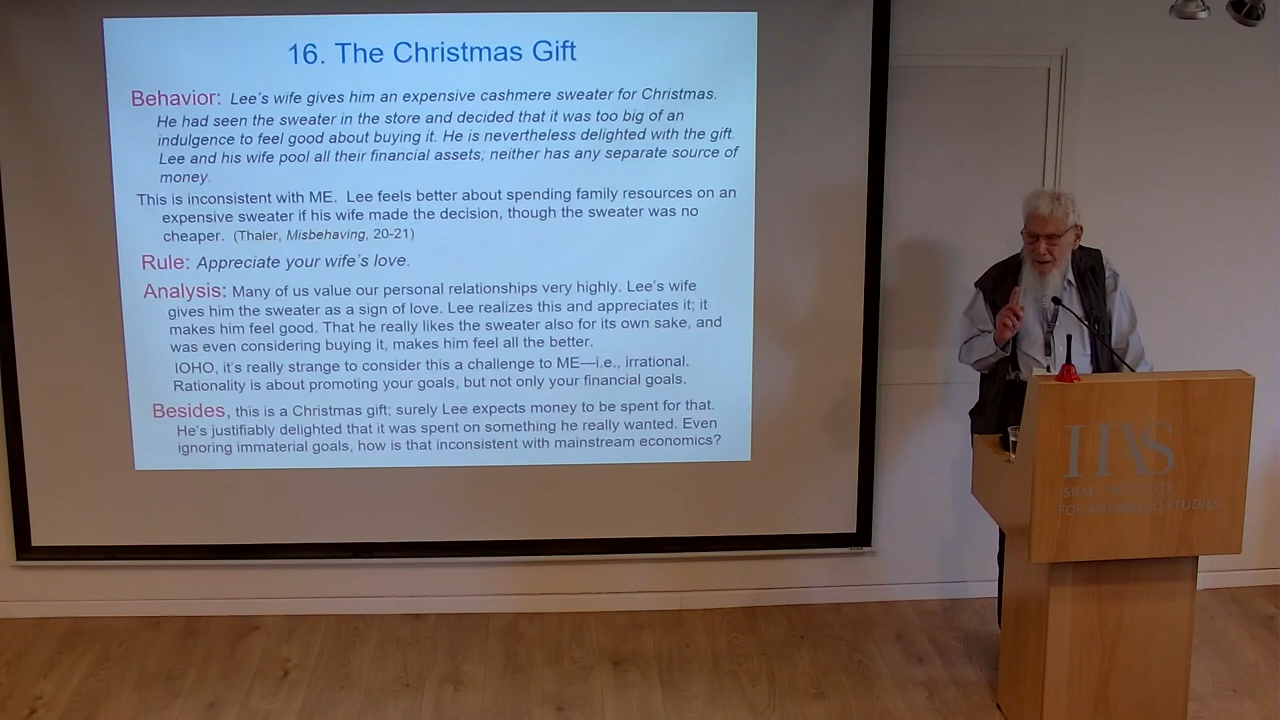 16. The Christmas Gift
Behavior: Lee's wife gives him an expensive cashmere sweater for Christmas.
He had seen the sweater in the store and decided that it was too big of an
indulgence to feel good about buying it. He is nevertheless delighted with the gift.
Lee and his wife pool all their financial assets; neither has any separate source of
money.
This is inconsistent with ME. Lee feels better about spending family resources on an
expensive sweater if his wife made the decision, though the sweater was no
cheaper. (Thaler, Misbehaving, 20-21)
Rule: Appreciate your wife's love.
Analysis: Many of us value our personal relationships very highly. Lee's wife
gives him the sweater as a sign of love. Lee realizes this and appreciates it; it
makes him feel good. That he really likes the sweater also for its own sake, and
was even considering buying it, makes him feel all the better.
IOHO, it's really strange to consider this a challenge to ME—i.e., irrational.
Rationality is about promoting your goals, but not only your financial goals.
Besides, this is a Christmas gift; surely Lee expects money to be spent for that.
He's justifiably delighted that it was spent on something he really wanted. Even
ignoring immaterial goals, how is that inconsistent with mainstream economics?
IIAS
ISRAEL INSTITUTE
FOR ADVANCED STUDIES